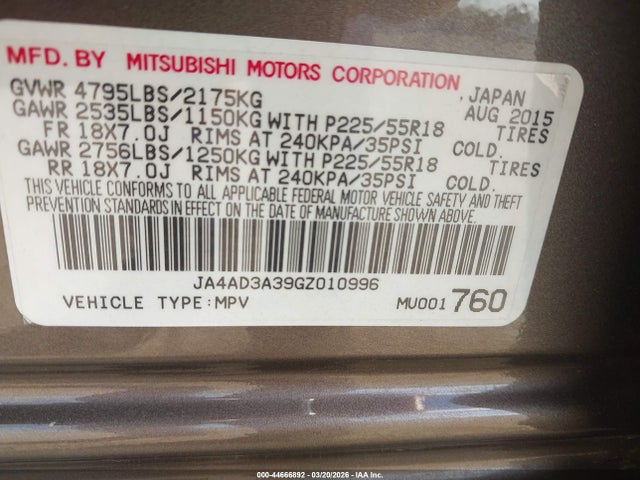 MFD. BY MITSUBISHI MOTORS CORPORATION
GVWR 4795LBS/2175KG , JAPAN
GAWR 2535LBS/1150KG WITH P225/55R18 AUG 2015
FR 18X7.0J RIMS AT 240KPA/35PSI TIRES COLD.
GAWR 2756LBS/1250KG WITH P225/55R18 TIRES
RR 18X7.0J RIMS AT 240KPA/35PSI COLD.
THIS VEHICLE CONFORMS TO ALL APPLICABLE FEDERAL MOTOR VEHICLE SAFETY AND THEFT
PREVENTION STANDARDS IN EFFECT ON THE DATE OF MANUFACTURE SHOWN ABOVE.
JA4AD3A39GZ010996
VEHICLE TYPE:MPV MU001 760
000-44666892 - 03/20/2026 - IAA Inc.